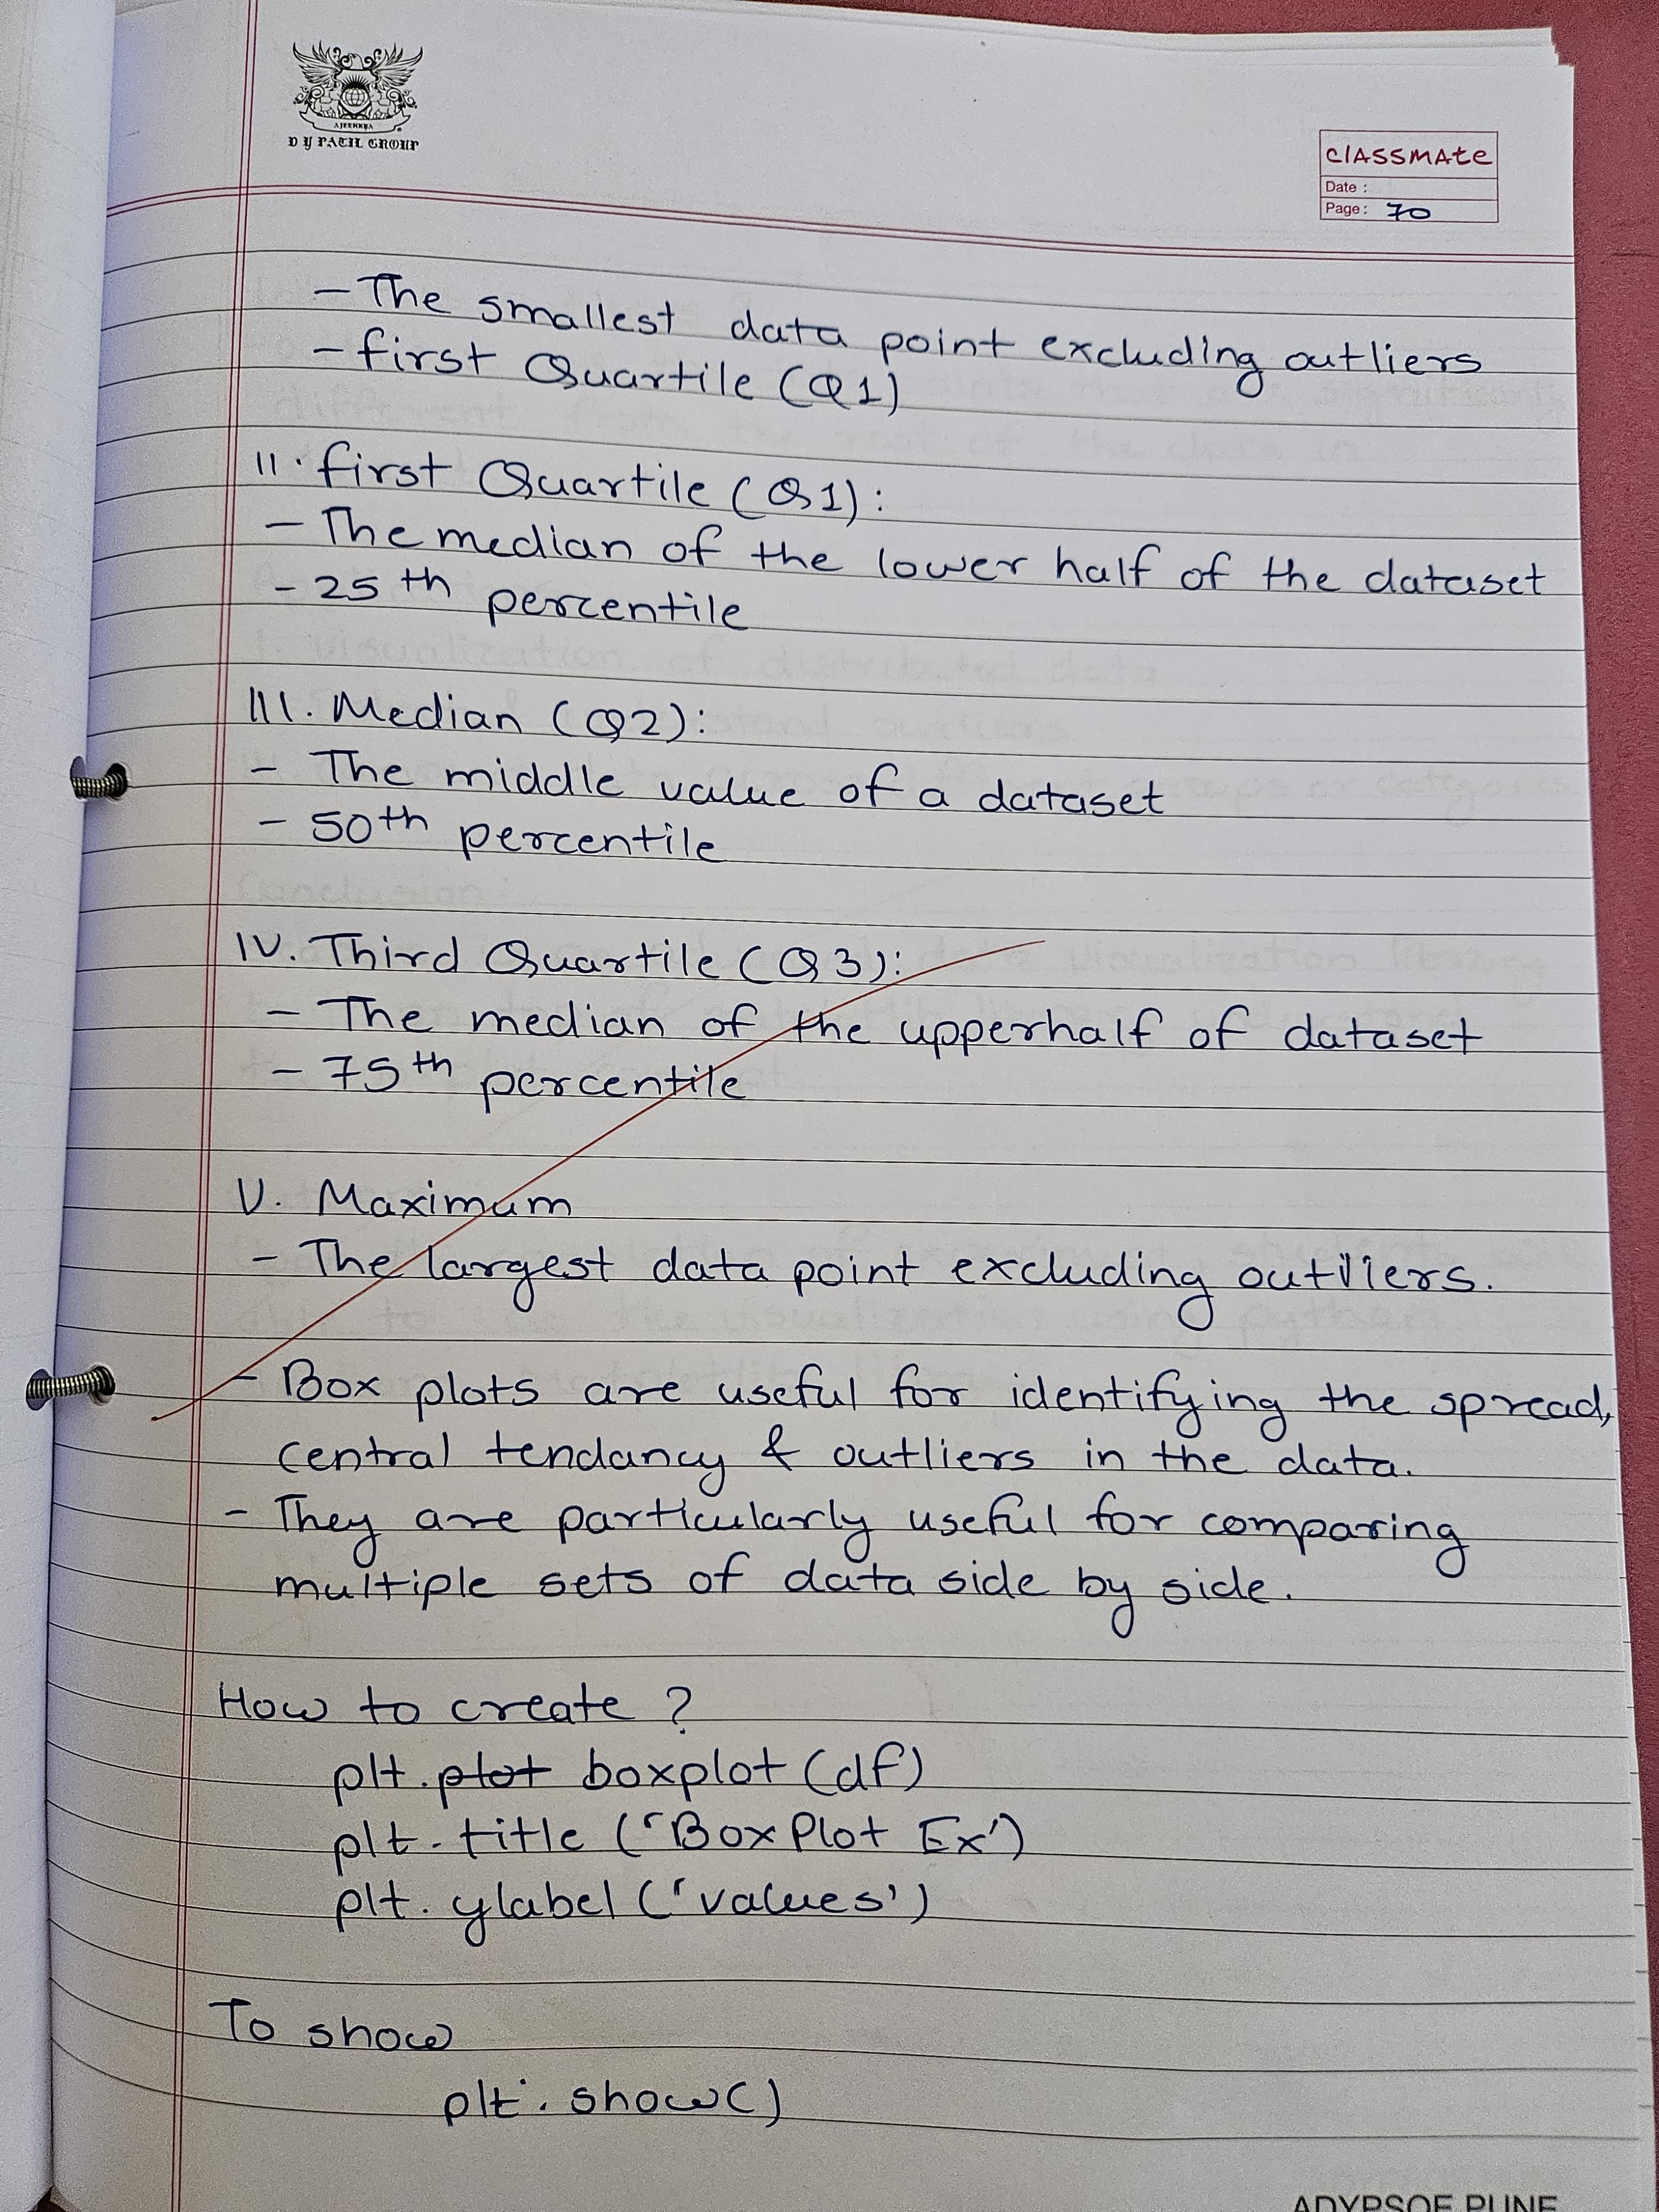 AJEENKYA
D Y PATIL GROUP
classmate
Date :
Page: 70
- The smallest data point excluding outliers
- first Quartile (Q1)
II. first Quartile (Q1):
- The median of the lower half of the dataset
- 25th percentile
III. Median (Q2):
- The middle value of a dataset
- 50th percentile
IV. Third Quartile (Q3):
- The median of the upperhalf of dataset
- 75th percentile
V. Maximum
- The largest data point excluding outliers.
- Box plots are useful for identifying the spread,
central tendancy & outliers in the data.
- They are particularly useful for comparing
multiple sets of data side by side.
How to create ?
plt. plot boxplot (df)
plt. title ('Box Plot Ex')
plt. ylabel ('values')
To show
plt. show()
ADYPSOE PUNE